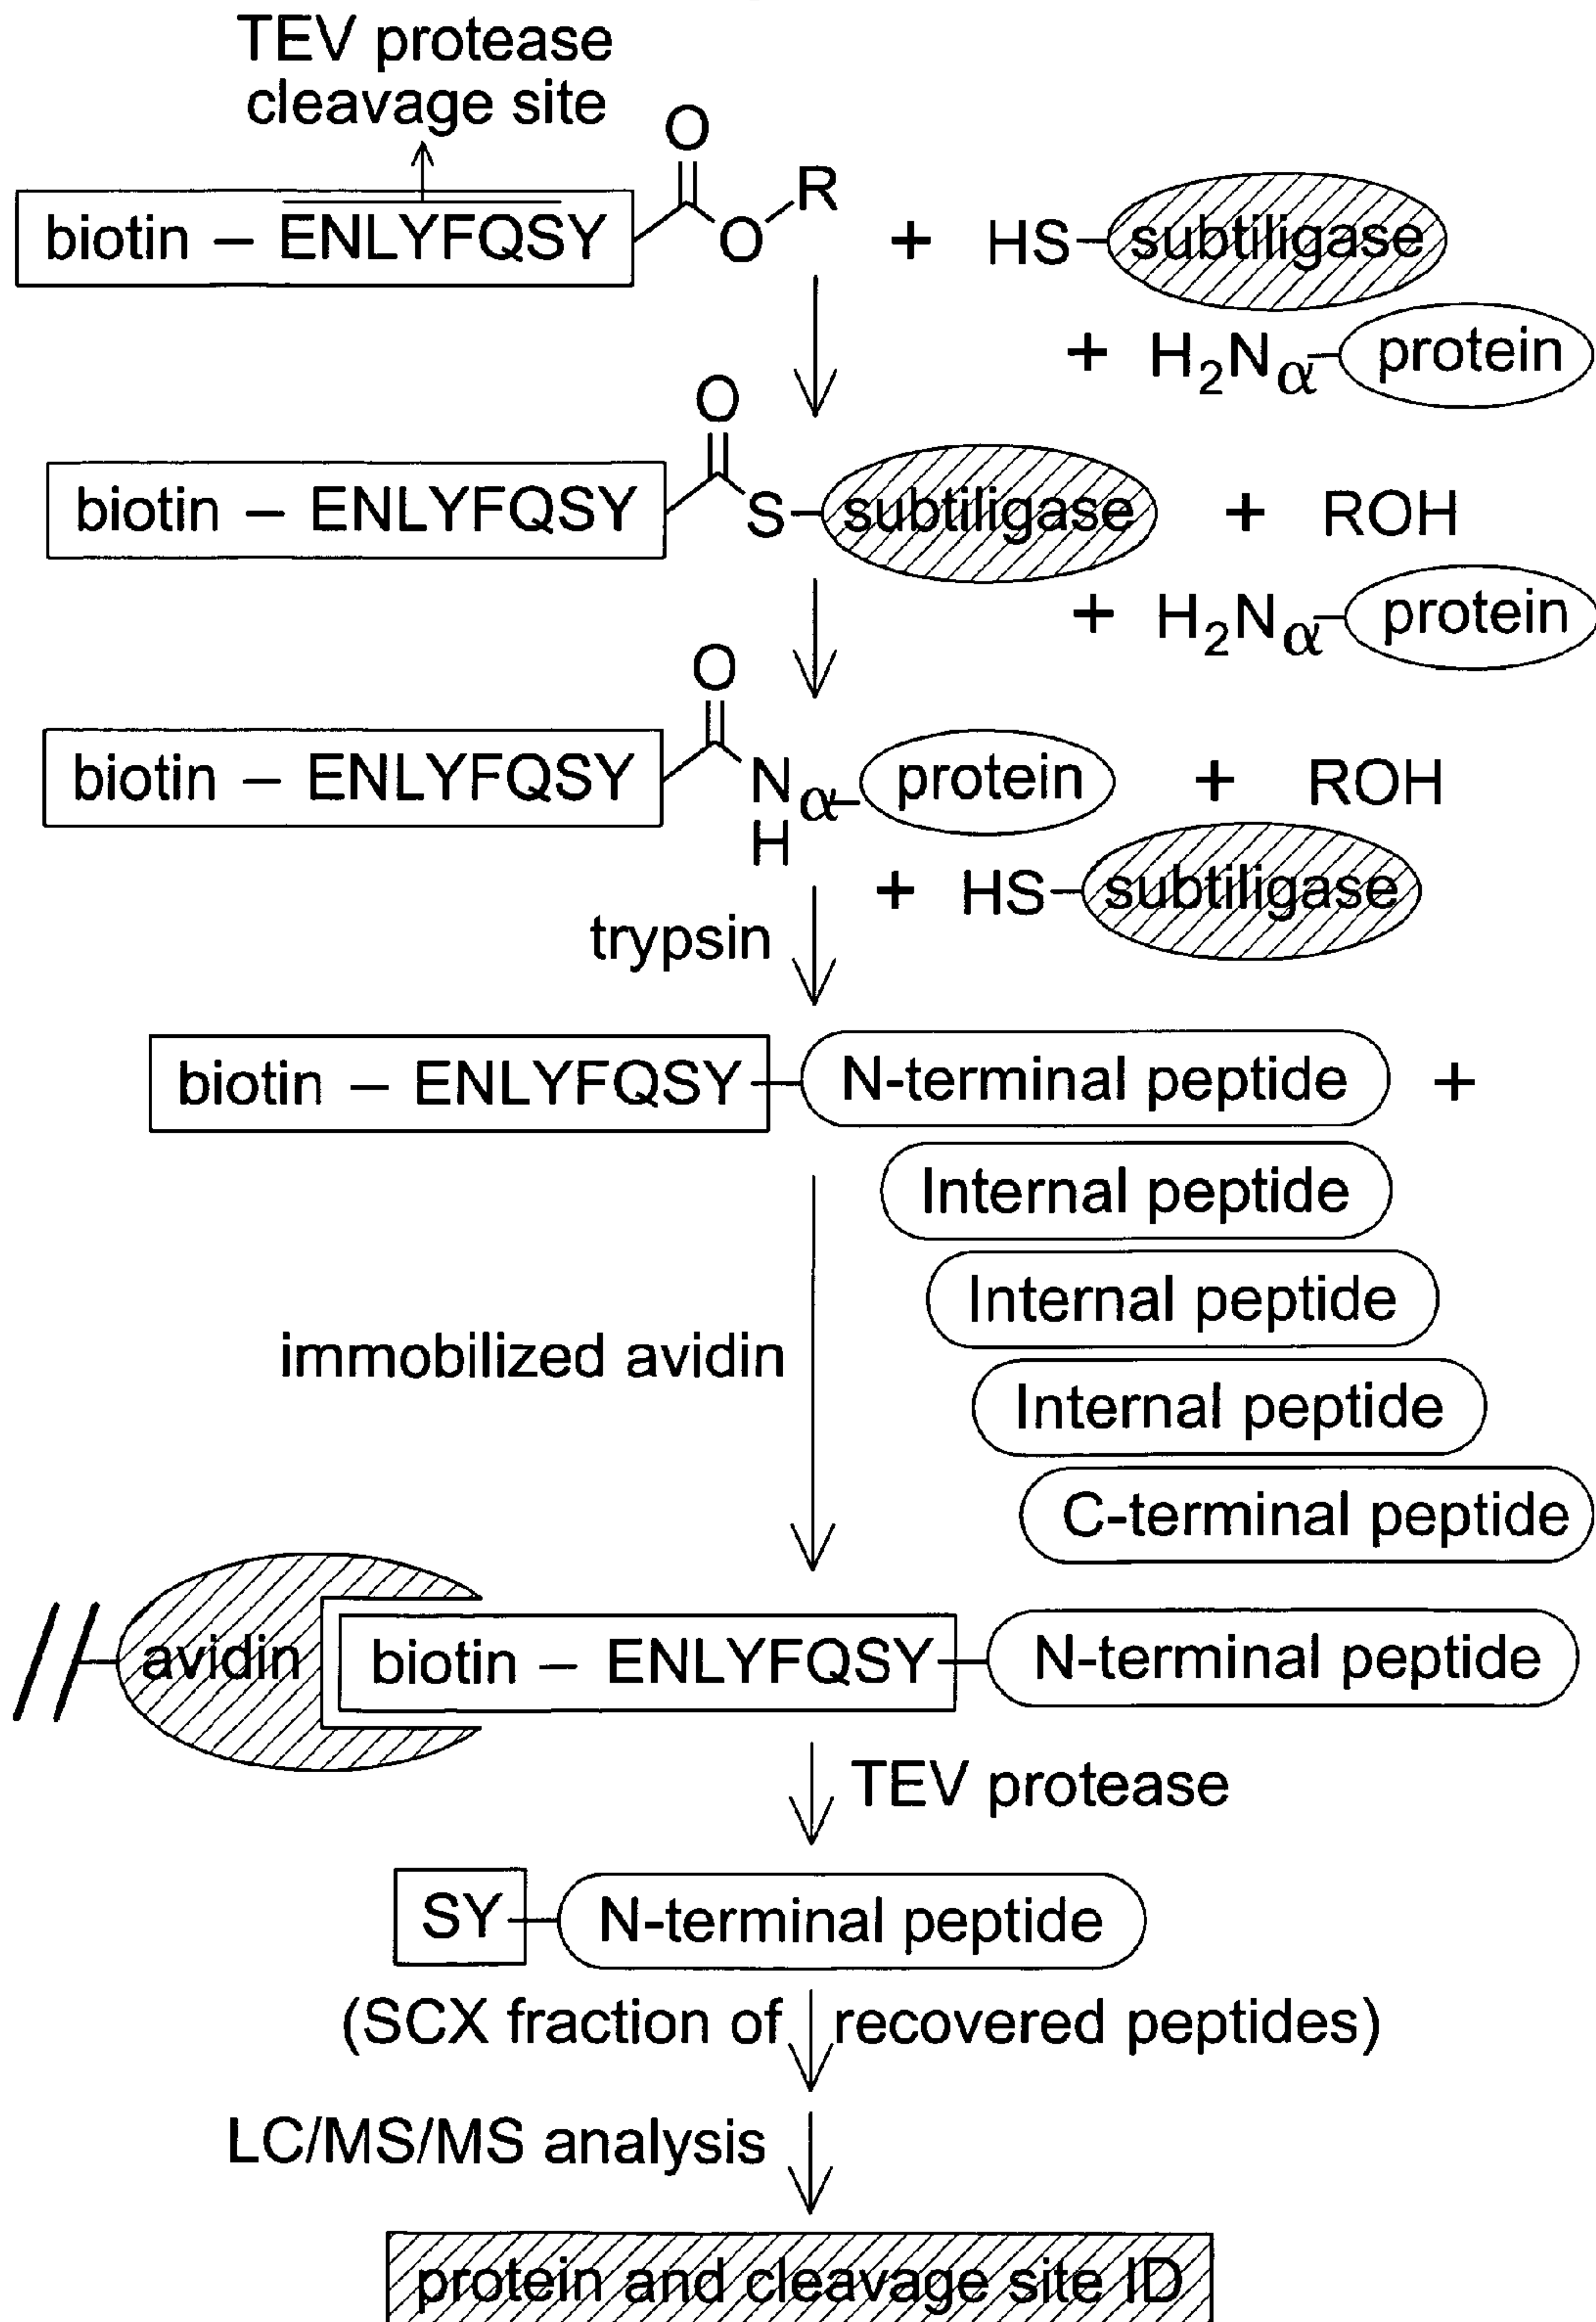 TEV protease
cleavage site
O
biotin – ENLYFQSY O R + HS subtiligase
+ H₂Nα protein
O
biotin – ENLYFQSY S subtiligase + ROH
+ H₂Nα protein
O
biotin – ENLYFQSY N H α protein + ROH
+ HS subtiligase
trypsin
biotin – ENLYFQSY N-terminal peptide +
Internal peptide
Internal peptide
immobilized avidin
Internal peptide
C-terminal peptide
avidin biotin – ENLYFQSY N-terminal peptide
TEV protease
SY N-terminal peptide
(SCX fraction of recovered peptides)
LC/MS/MS analysis
protein and cleavage site ID